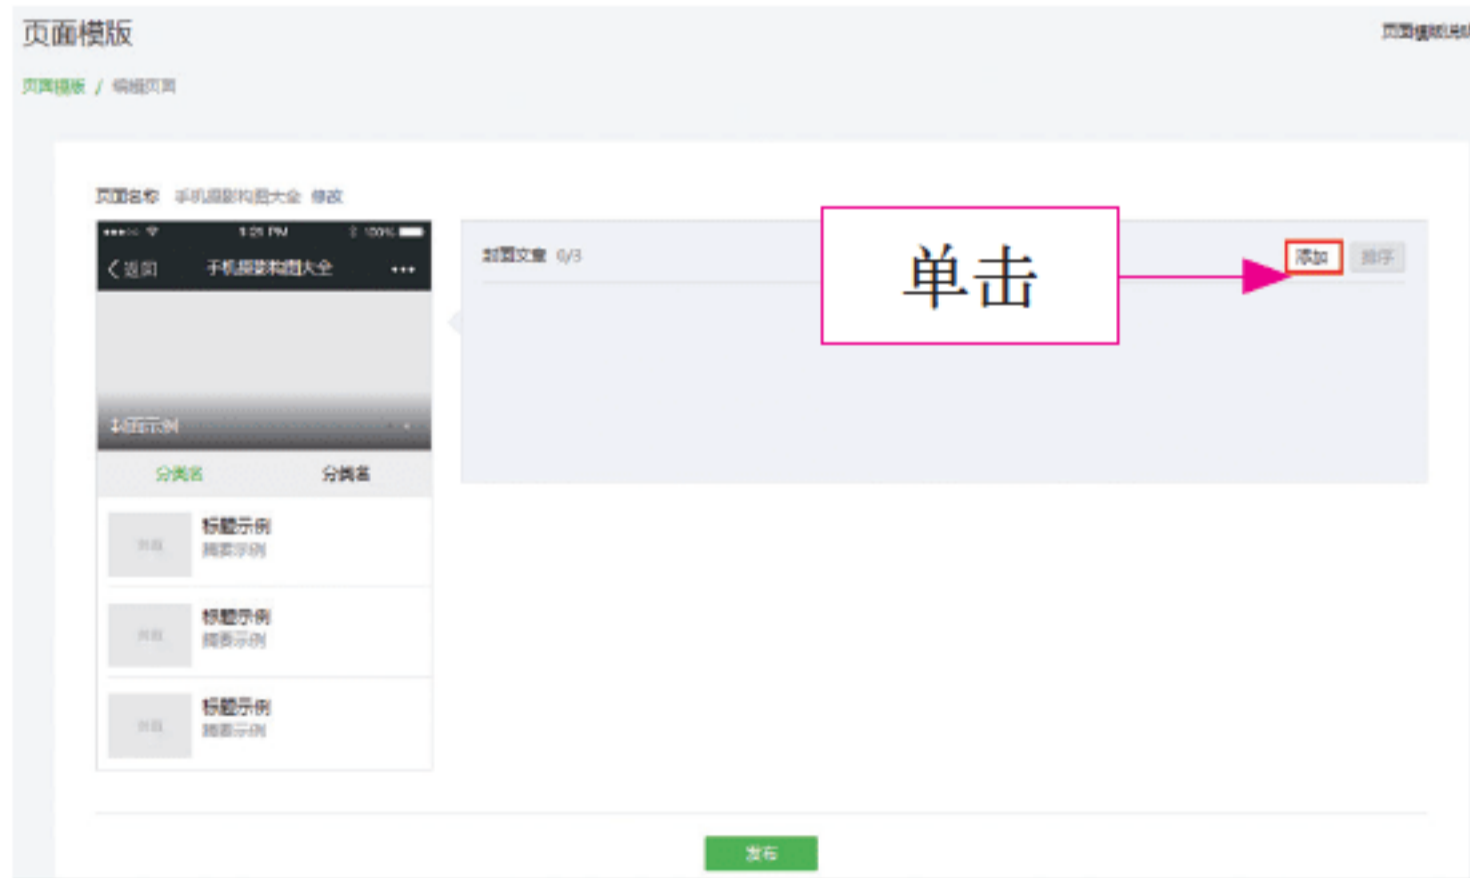 页面模版
页面模版 / 编辑页面
页面名称 手机摄影构图大全 修改
1:21 PM 100%
返回 手机摄影构图大全
封面文章 0/3
单击
添加 排序
封面示例
分类名 分类名
标题示例
摘要示例
标题示例
摘要示例
标题示例
摘要示例
发布